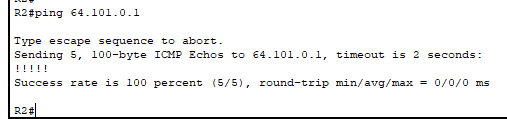 R2#ping 64.101.0.1
Type escape sequence to abort.
Sending 5, 100-byte ICMP Echos to 64.101.0.1, timeout is 2 seconds:
!!!!!
Success rate is 100 percent (5/5), round-trip min/avg/max = 0/0/0 ms
R2#